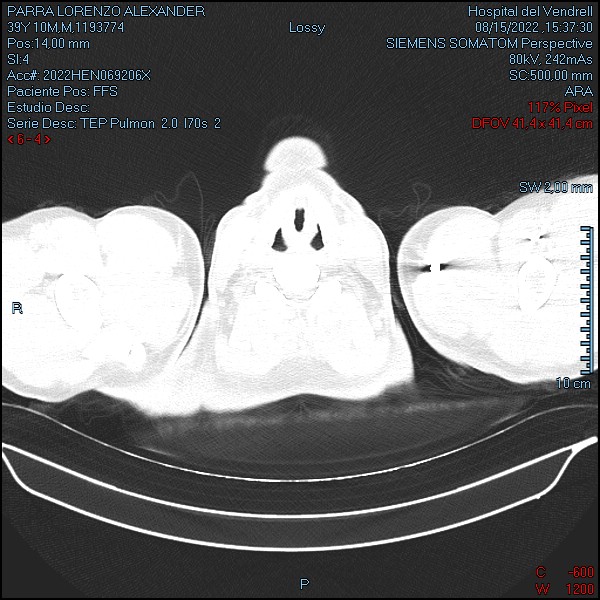 PARRA LORENZO ALEXANDER
39Y 10M,M,1193774
Pos:14,00 mm
SI:4
Acc#: 2022HEN069206X
Paciente Pos: FFS
Estudio Desc:
Serie Desc: TEP Pulmon 2.0 I70s 2
< 6 - 4 >
Lossy
Hospital del Vendrell
08/15/2022 ,15:37:30
SIEMENS SOMATOM Perspective
80kV, 242mAs
SC:500,00 mm
ARA
117% Pixel
DFOV 41,4 x 41,4 cm
SW 2,00 mm
R
10 cm
P
C -600
W 1200